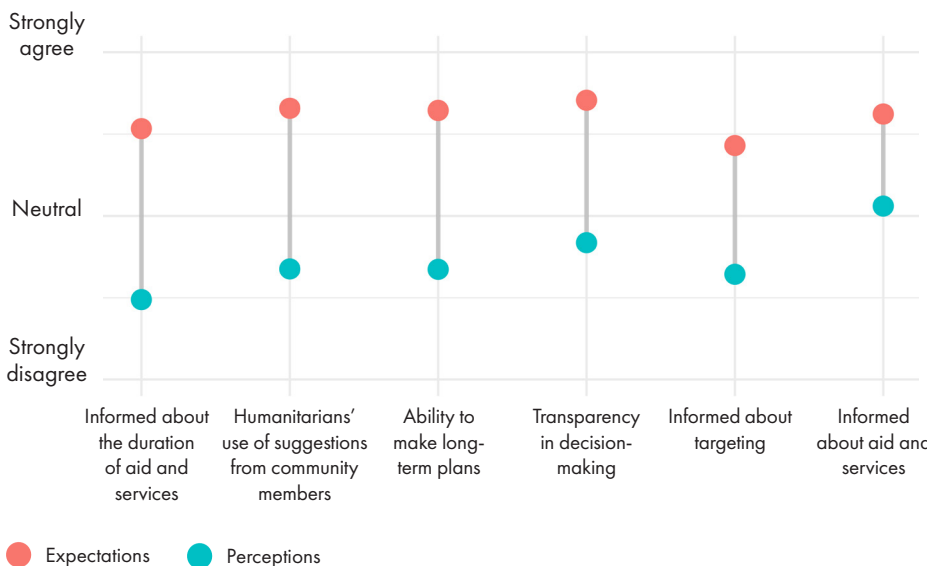 Strongly
agree
Neutral
Strongly
disagree
Informed about
the duration
of aid and
services
Humanitarians’
use of suggestions
from community
members
Ability to
make long-
term plans
Transparency
in decision-
making
Informed about
targeting
Informed
about aid and
services
Expectations
Perceptions